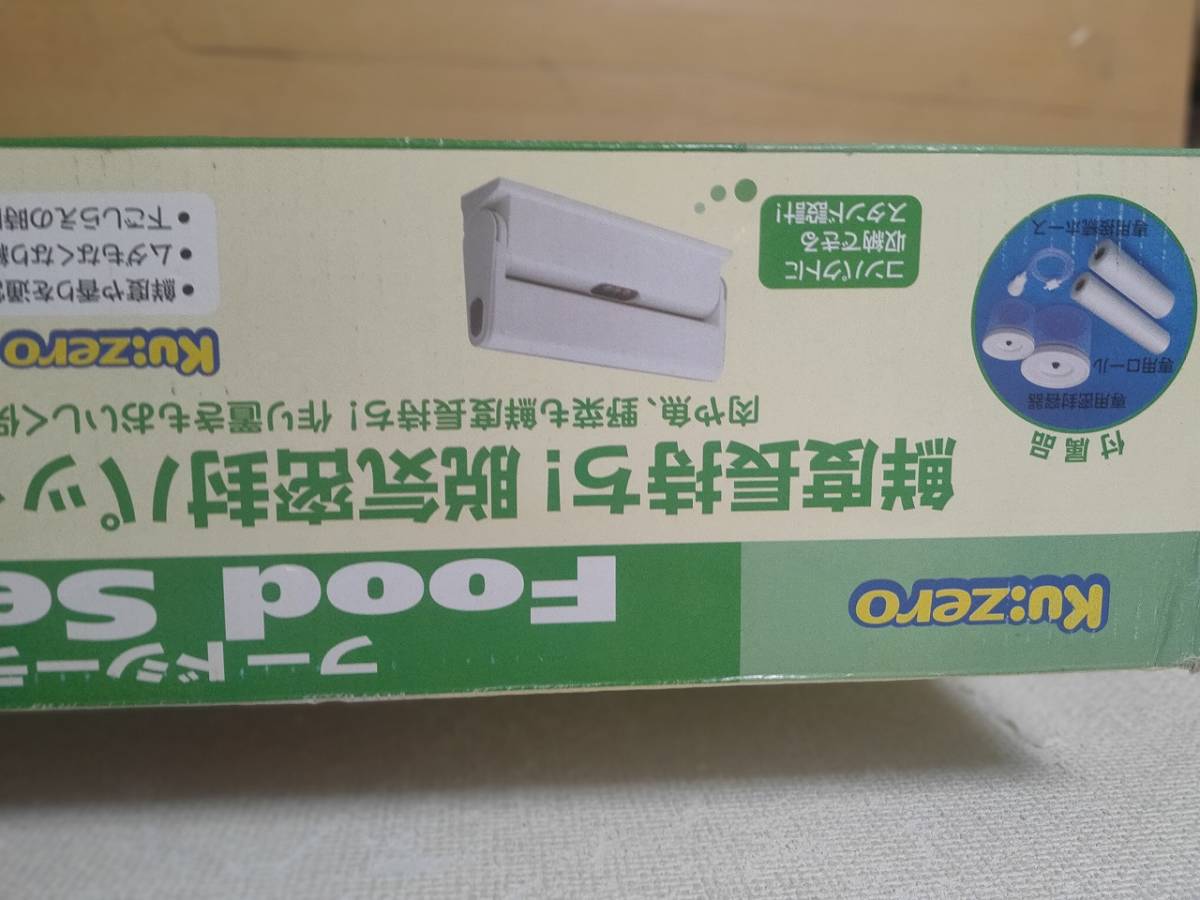 フードシーラ
Food Se
Ku:zero
鮮度長持ち!脱気密封パッ
肉や魚、野菜も鮮度長持ち!作り置きもおいしく保
付属品
専用密封容器
専用ロール
専用接続ホース
コンパクトに
収納できる
スタンド設計!
Ku:zero
●鮮度や香りを逃
●ムダもなくなり
●下ごしらえの時